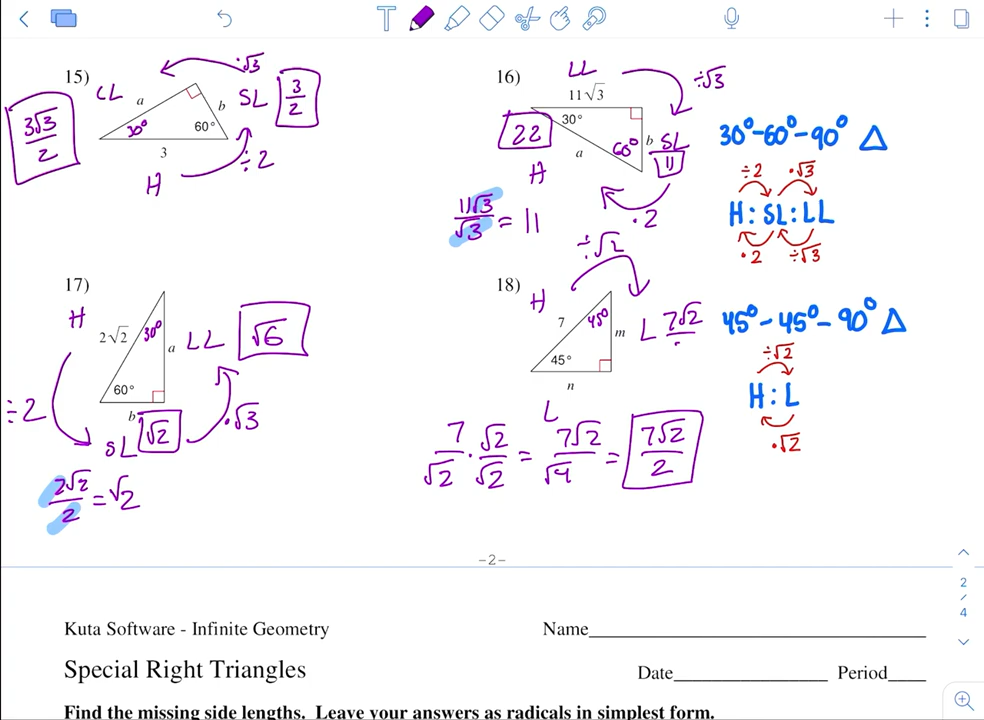 T
15)
LL
a
30°
·√3
b
60°
3
SL
3/2
3√3/2
H
÷2
16)
LL
11√3
÷√3
30°
22
60°
b
SL
11
a
H
·2
11√3/√3 = 11
30°-60°-90° Δ
÷2 ·√3
H : SL : LL
·2 ÷√3
17)
H
2√2
30°
a
LL
√6
60°
b
√2
SL
÷2
·√3
2√2/2 = √2
18)
÷√2
H
7
45°
m
L
7√2/
45°
n
L
7/√2 · √2/√2 = 7√2/√4 = 7√2/2
45°-45°-90° Δ
÷√2
H : L
·√2
-2-
2
/
4
Kuta Software - Infinite Geometry
Name
Special Right Triangles
Date Period
Find the missing side lengths. Leave your answers as radicals in simplest form.